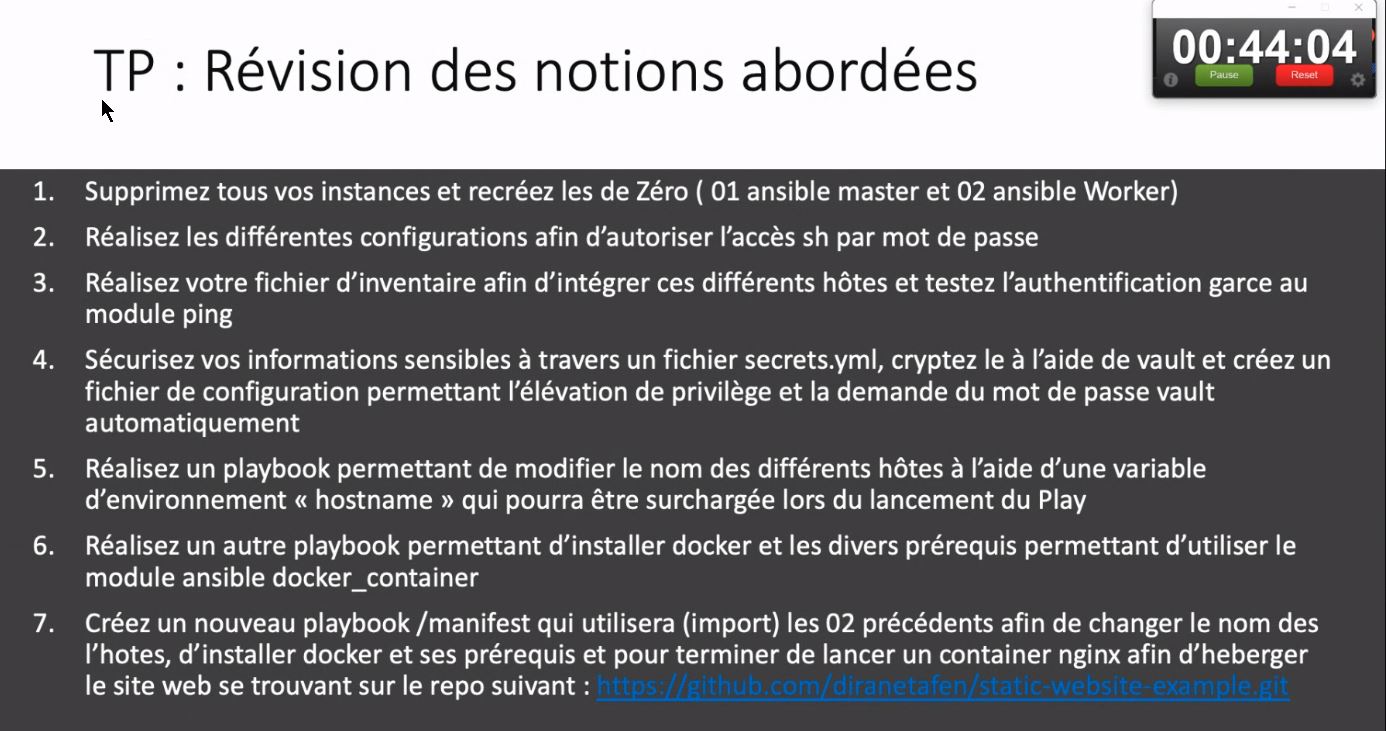 TP : Révision des notions abordées
00:44:04
Pause
Reset
1. Supprimez tous vos instances et recréez les de Zéro ( 01 ansible master et 02 ansible Worker)
2. Réalisez les différentes configurations afin d’autoriser l’accès sh par mot de passe
3. Réalisez votre fichier d’inventaire afin d’intégrer ces différents hôtes et testez l’authentification garce au
module ping
4. Sécurisez vos informations sensibles à travers un fichier secrets.yml, cryptez le à l’aide de vault et créez un
fichier de configuration permettant l’élévation de privilège et la demande du mot de passe vault
automatiquement
5. Réalisez un playbook permettant de modifier le nom des différents hôtes à l’aide d’une variable
d’environnement « hostname » qui pourra être surchargée lors du lancement du Play
6. Réalisez un autre playbook permettant d’installer docker et les divers prérequis permettant d’utiliser le
module ansible docker_container
7. Créez un nouveau playbook /manifest qui utilisera (import) les 02 précédents afin de changer le nom des
l’hotes, d’installer docker et ses prérequis et pour terminer de lancer un container nginx afin d’heberger
le site web se trouvant sur le repo suivant : https://github.com/diranetafen/static-website-example.git